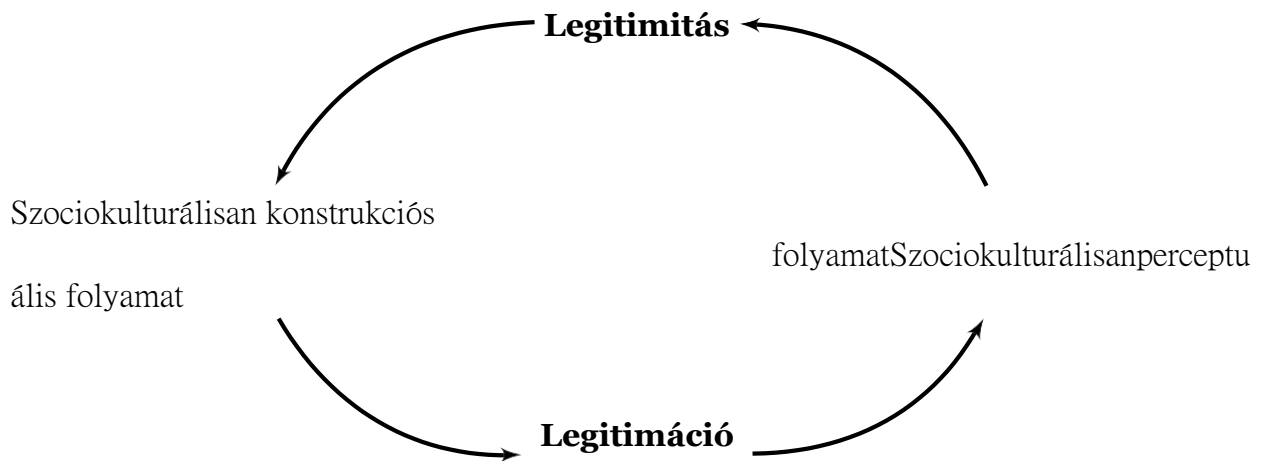 Legitimitás
Szociokulturálisan konstrukciós
folyamatSzociokulturálisanperceptu
ális folyamat
Legitimáció